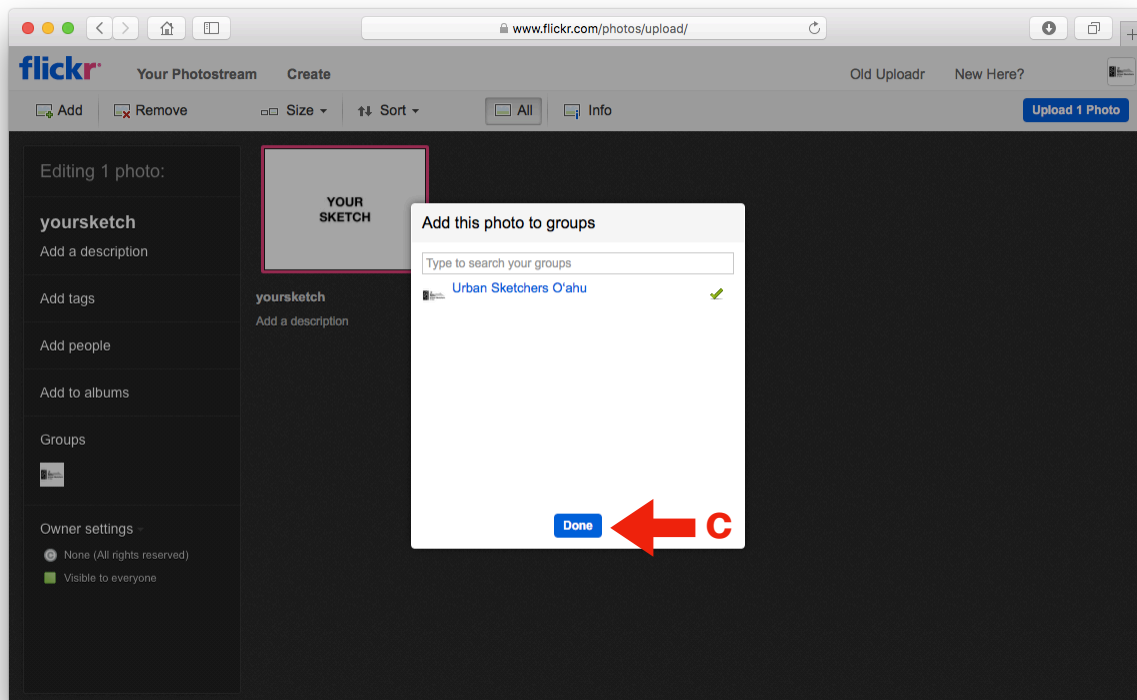 www.flickr.com/photos/upload/
flickr
Your Photostream
Create
Old Uploadr
New Here?
Add
Remove
Size
Sort
All
Info
Upload 1 Photo
Editing 1 photo:
yoursketch
Add a description
Add tags
Add people
Add to albums
Groups
Owner settings
None (All rights reserved)
Visible to everyone
YOUR
SKETCH
yoursketch
Add a description
Add this photo to groups
Type to search your groups
Urban Sketchers O'ahu
Done
C